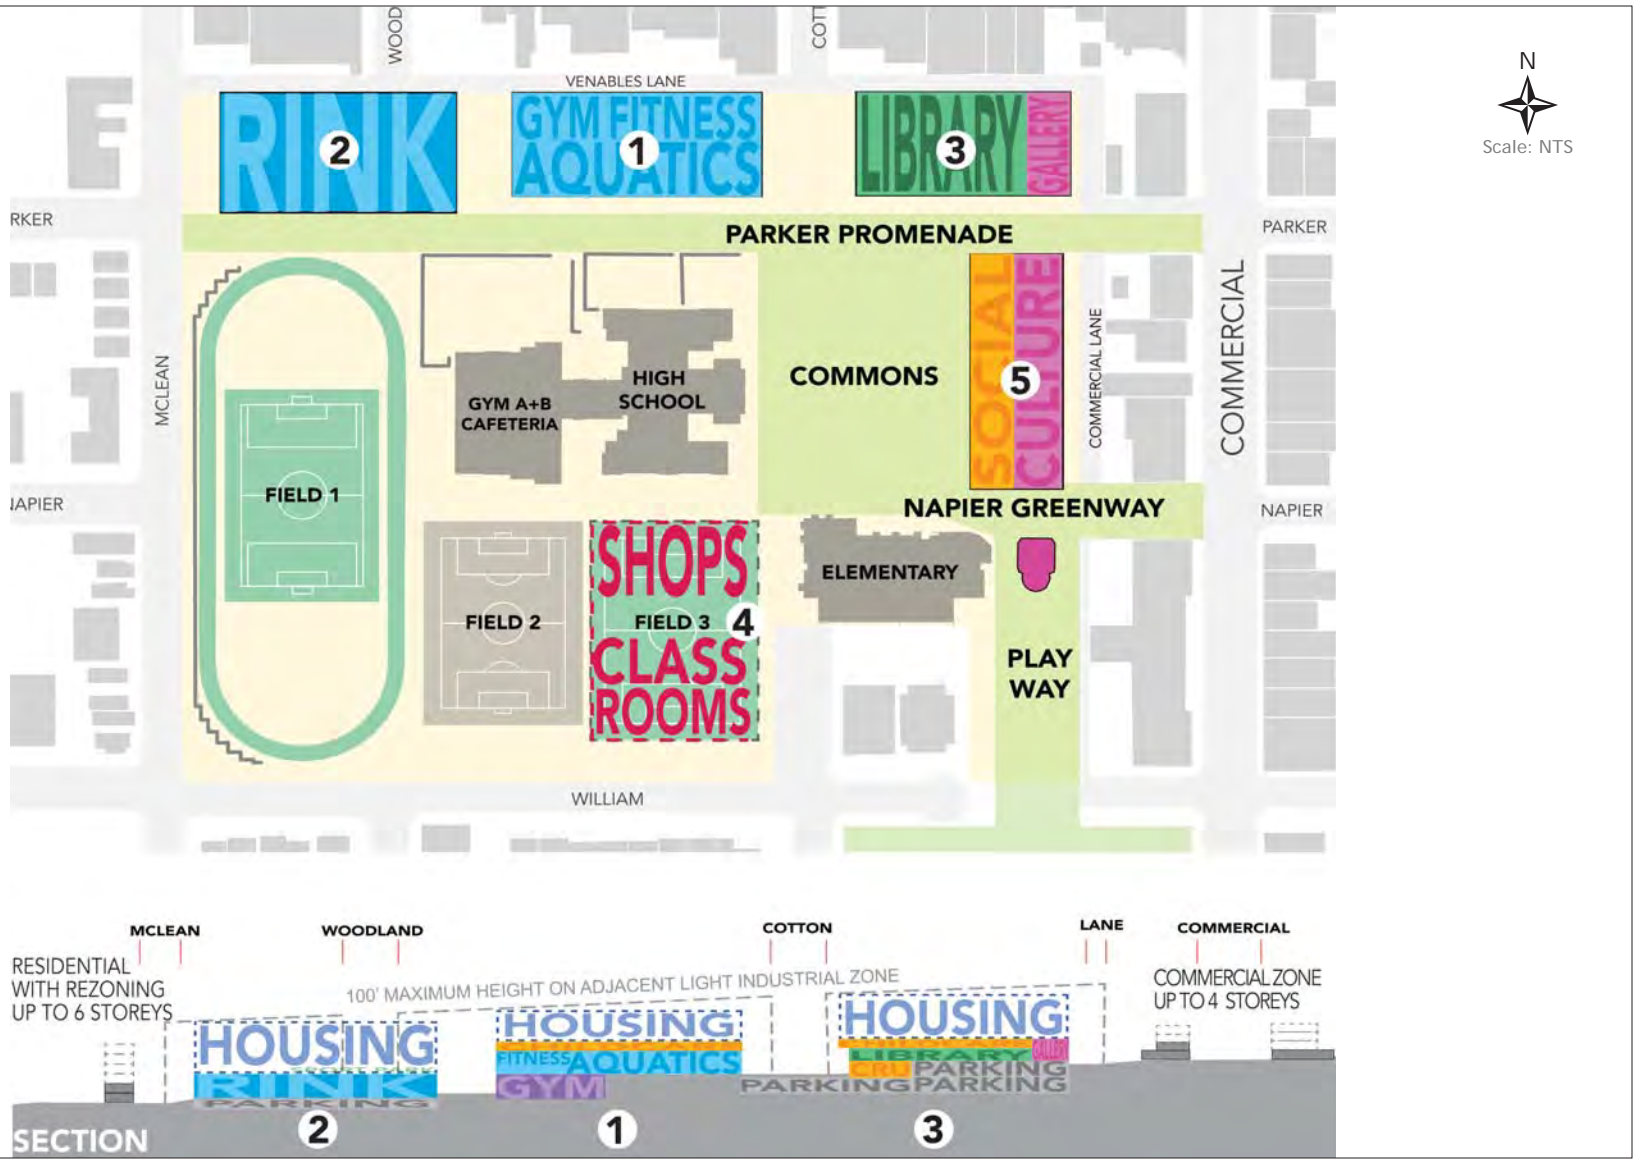 WOOD
COTT
VENABLES LANE
N
Scale: NTS
RINK
2
GYM FITNESS
AQUATICS
1
LIBRARY
GALLERY
3
RKER
PARKER PROMENADE
PARKER
MCLEAN
HIGH
SCHOOL
GYM A+B
CAFETERIA
COMMONS
SOCIAL
CULTURE
5
COMMERCIAL LANE
COMMERCIAL
FIELD 1
NAPIER
NAPIER GREENWAY
NAPIER
SHOPS
FIELD 2
FIELD 3
4
CLASS
ROOMS
ELEMENTARY
PLAY
WAY
WILLIAM
MCLEAN
WOODLAND
COTTON
LANE
COMMERCIAL
RESIDENTIAL
WITH REZONING
UP TO 6 STOREYS
100' MAXIMUM HEIGHT ON ADJACENT LIGHT INDUSTRIAL ZONE
COMMERCIAL ZONE
UP TO 4 STOREYS
HOUSING
RINK
PARKING
HOUSING
FITNESS AQUATICS
GYM
HOUSING
LIBRARY GALLERY
CRU PARKING
PARKING PARKING
SECTION
2
1
3